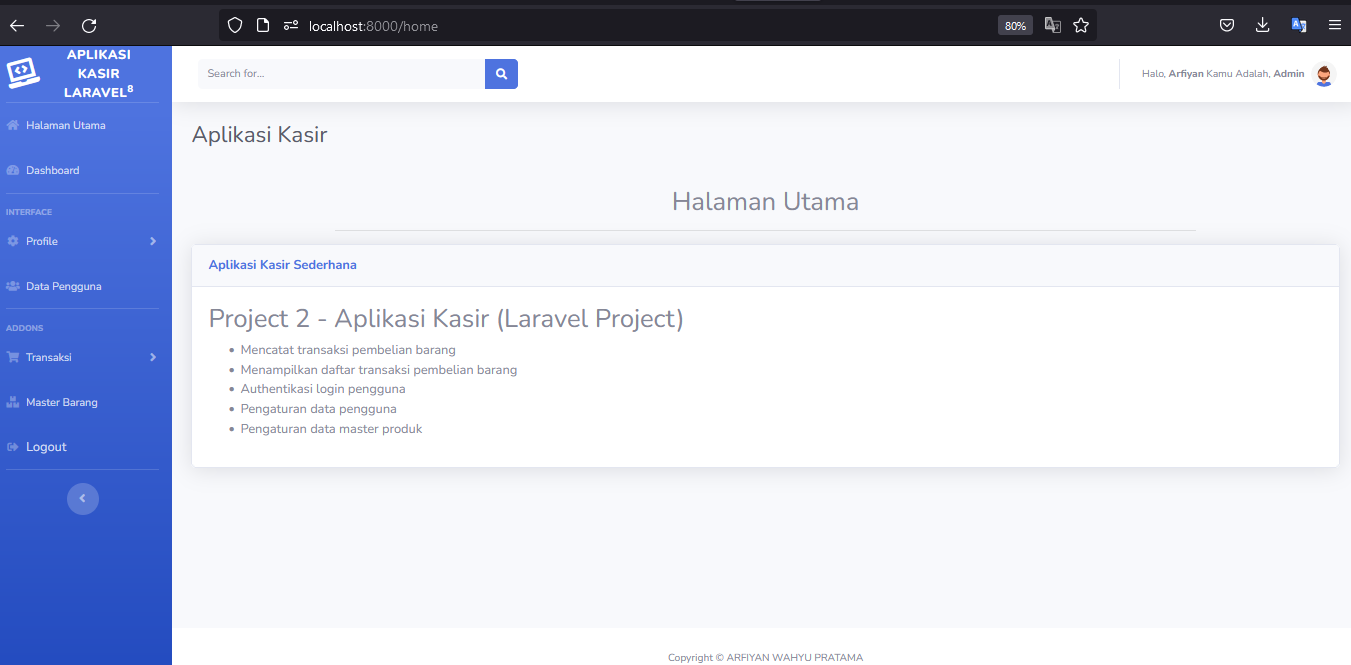 localhost:8000/home
80%
APLIKASI
KASIR
LARAVEL8
Search for...
Halo, Arfiyan Kamu Adalah, Admin
Halaman Utama
Dashboard
INTERFACE
Profile
Data Pengguna
ADDONS
Transaksi
Master Barang
Logout
Aplikasi Kasir
Halaman Utama
Aplikasi Kasir Sederhana
Project 2 - Aplikasi Kasir (Laravel Project)
Mencatat transaksi pembelian barang
Menampilkan daftar transaksi pembelian barang
Authentikasi login pengguna
Pengaturan data pengguna
Pengaturan data master produk
Copyright © ARFIYAN WAHYU PRATAMA